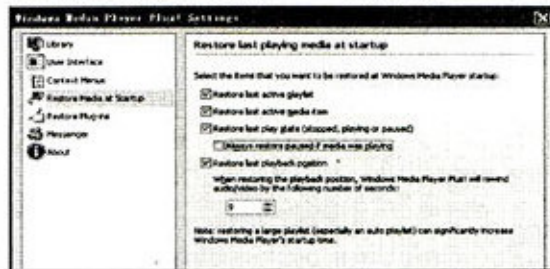 Windows Media Player Plus! Settings
Library
User Interface
Context Menus
Restore Media at Startup
Restore Plug-ins
Messenger
About
Restore last playing media at startup
Select the items that you want to be restored at Windows Media Player startup:
Restore last active playlist
Restore last active media item
Restore last play state (stopped, playing or paused)
Always restore paused if media was playing
Restore last playback position
When restoring the playback position, Windows Media Player Plus! will rewind
audio/video by the following number of seconds:
9
Note: restoring a large playlist (especially an auto playlist) can significantly increase
Windows Media Player's startup time.